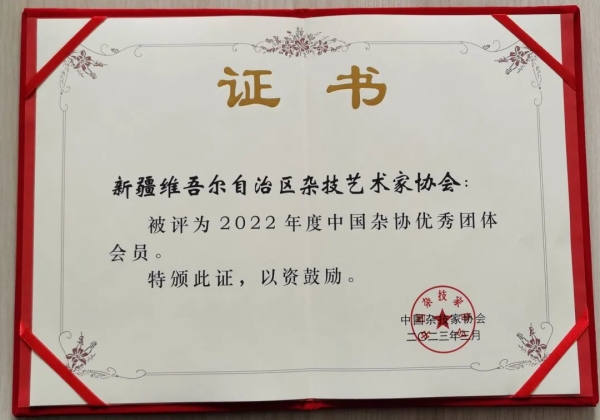 证书
新疆维吾尔自治区杂技艺术家协会：
被评为2022年度中国杂协优秀团体
会员。
特颁此证，以资鼓励。
中国杂技家协会
二〇二三年三月